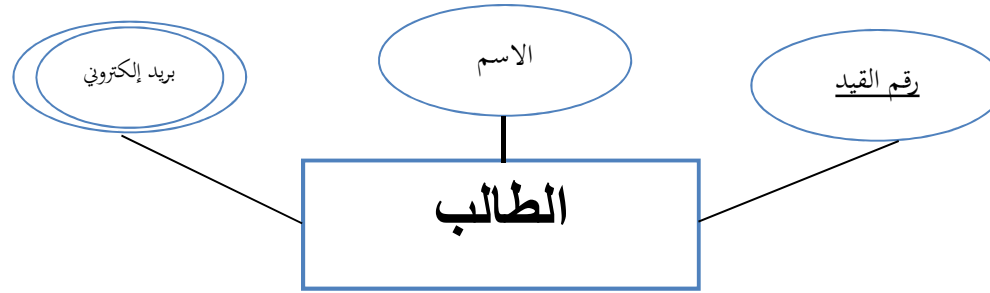 رقم القيد
الاسم
بريد إلكتروني
الطالب